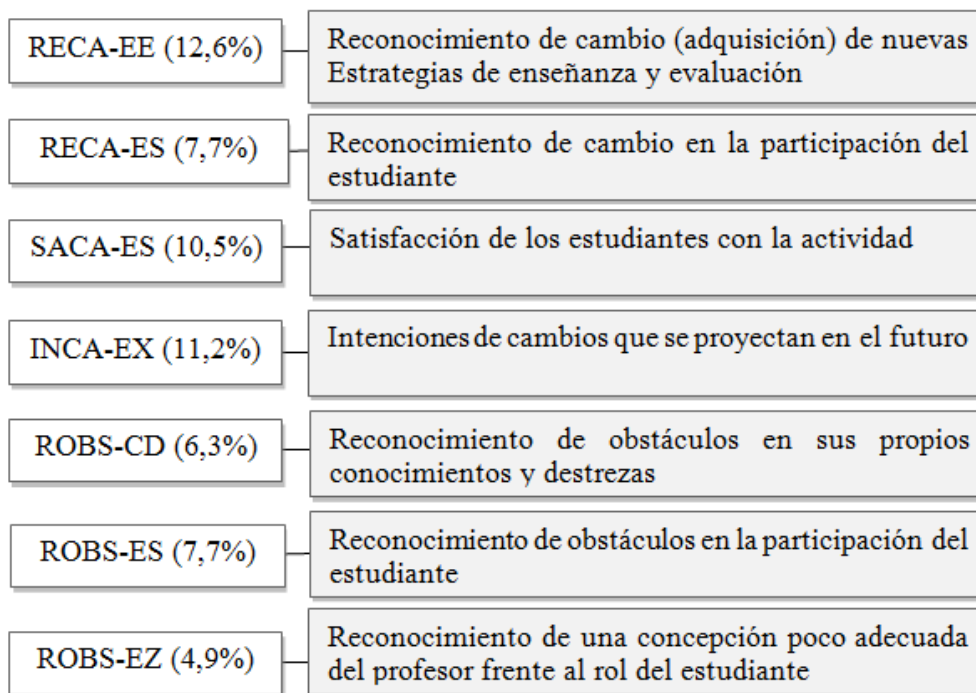 RECA-EE (12,6%)
Reconocimiento de cambio (adquisición) de nuevas
Estrategias de enseñanza y evaluación
RECA-ES (7,7%)
Reconocimiento de cambio en la participación del
estudiante
SACA-ES (10,5%)
Satisfacción de los estudiantes con la actividad
INCA-EX (11,2%)
Intenciones de cambios que se proyectan en el futuro
ROBS-CD (6,3%)
Reconocimiento de obstáculos en sus propios
conocimientos y destrezas
ROBS-ES (7,7%)
Reconocimiento de obstáculos en la participación del
estudiante
ROBS-EZ (4,9%)
Reconocimiento de una concepción poco adecuada
del profesor frente al rol del estudiante